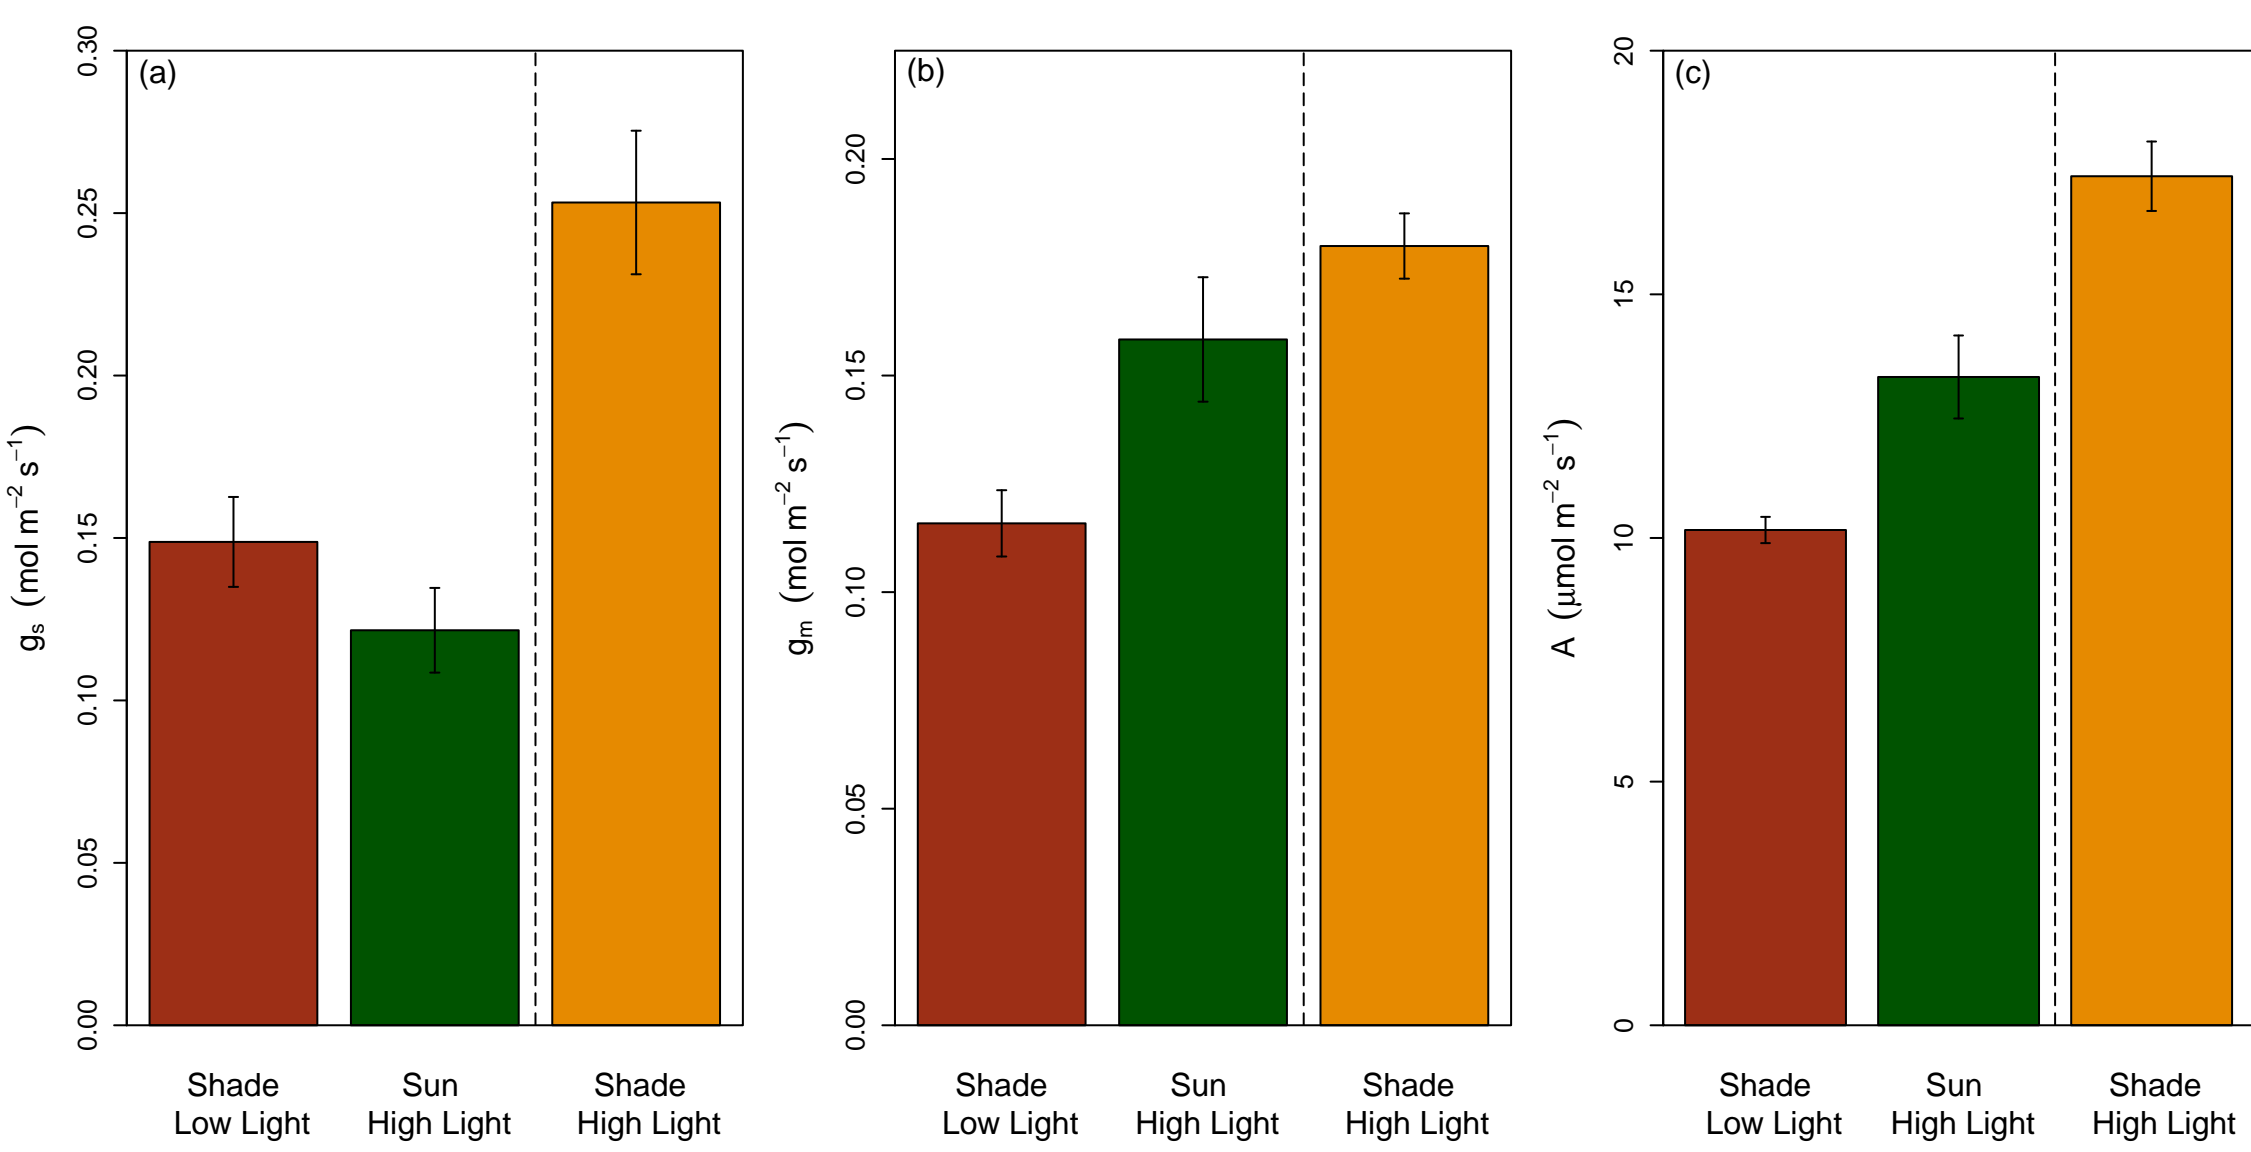 (a)
0.30
0.25
0.20
0.15
0.10
0.05
0.00
gₛ (mol m⁻² s⁻¹)
Shade
Low Light
Sun
High Light
Shade
High Light
(b)
0.20
0.15
0.10
0.05
0.00
gₘ (mol m⁻² s⁻¹)
Shade
Low Light
Sun
High Light
Shade
High Light
(c)
20
15
10
5
0
A (μmol m⁻² s⁻¹)
Shade
Low Light
Sun
High Light
Shade
High Light